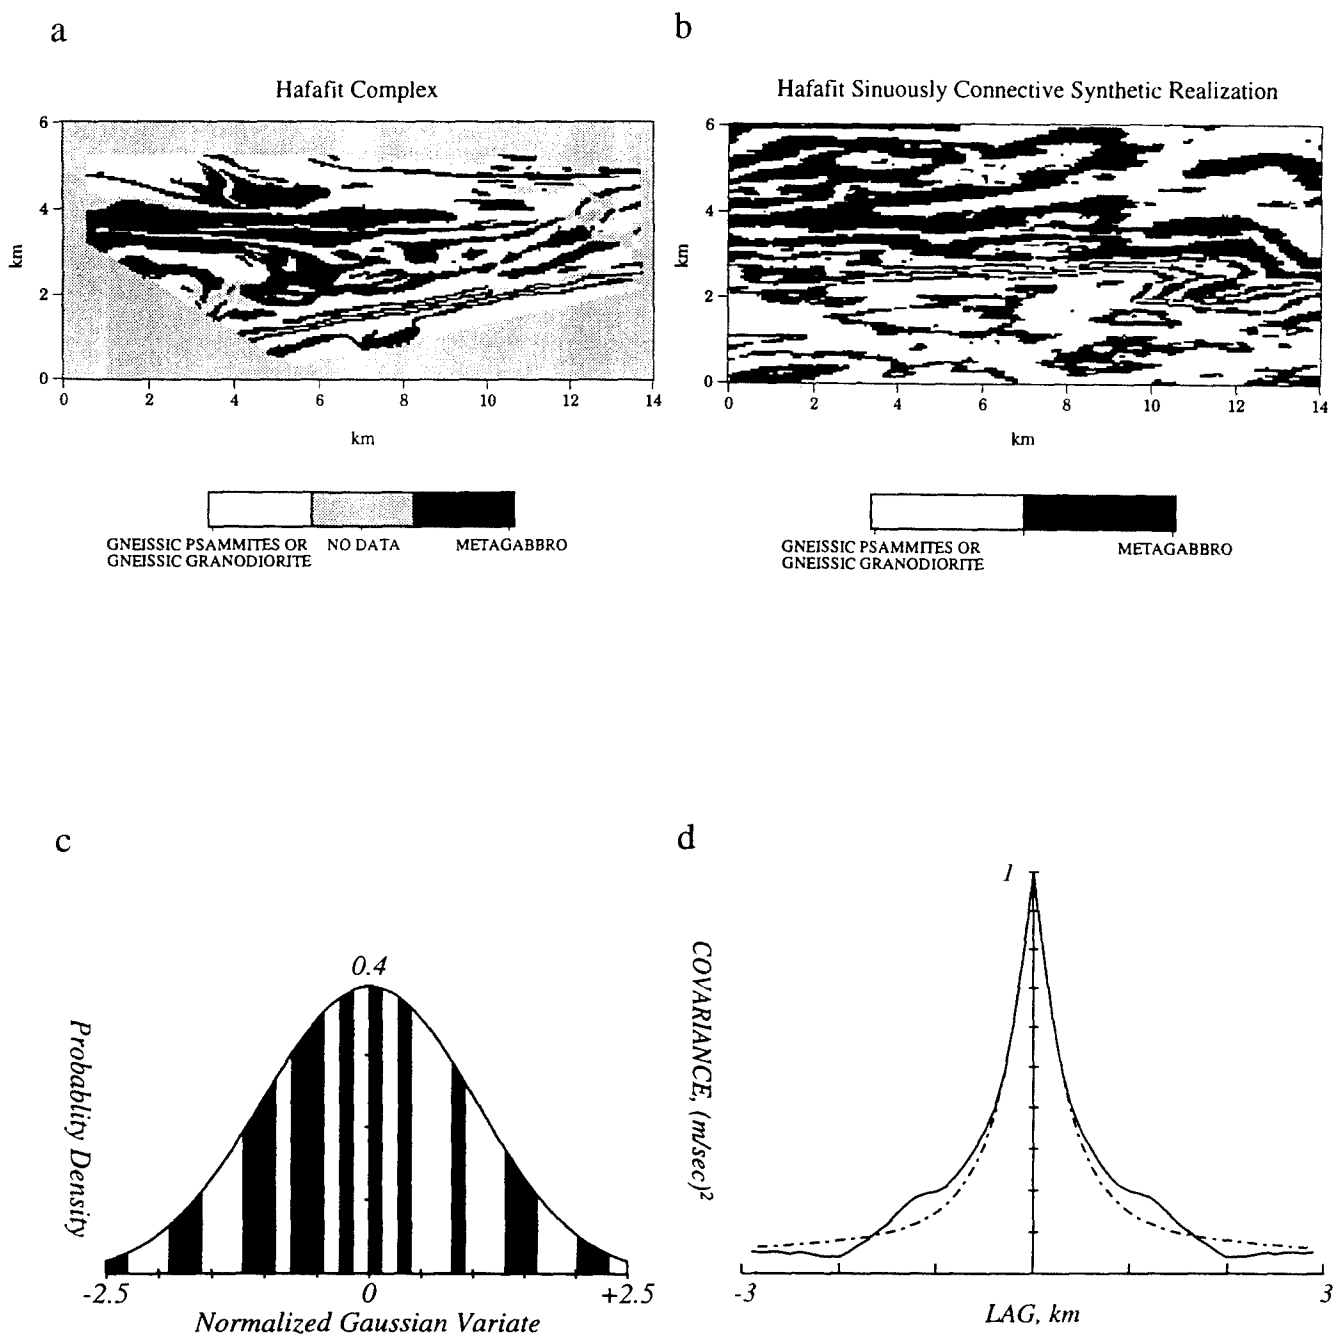 a
Hafafit Complex
6
4
2
0
km
0 2 4 6 8 10 12 14
km
GNEISSIC PSAMMITES OR
GNEISSIC GRANODIORITE
NO DATA
METAGABBRO
b
Hafafit Sinuously Connective Synthetic Realization
6
4
2
0
km
0 2 4 6 8 10 12 14
km
GNEISSIC PSAMMITES OR
GNEISSIC GRANODIORITE
METAGABBRO
c
0.4
Probablity Density
-2.5 0 +2.5
Normalized Gaussian Variate
d
1
COVARIANCE, (m/sec)²
-3 3
LAG, km